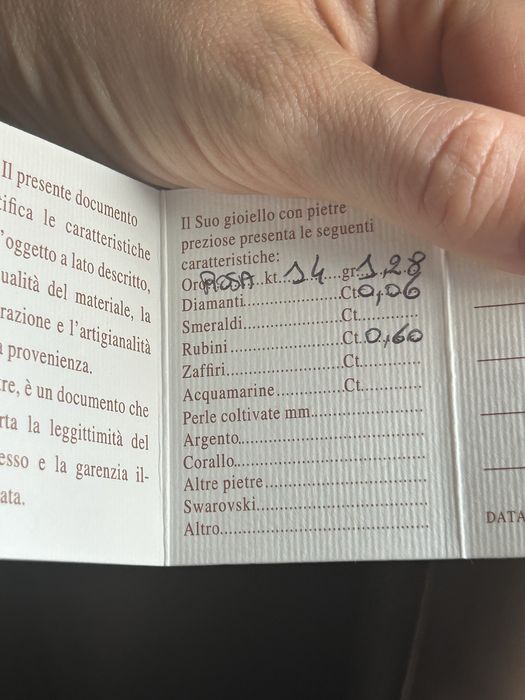 Il presente documento
tifica le caratteristiche
l'oggetto a lato descritto,
ualità del materiale, la
razione e l'artigianalità
a provenienza.
tre, è un documento che
rta la legittimità del
esso e la garenzia il-
ata.
Il Suo gioiello con pietre
preziose presenta le seguenti
caratteristiche:
Oro ROSA kt. 14 gr. 1,28
Diamanti Ct 0,06
Smeraldi Ct
Rubini Ct. 0,60
Zaffiri Ct.
Acquamarine Ct.
Perle coltivate mm.
Argento
Corallo
Altre pietre
Swarovski
Altro
DATA